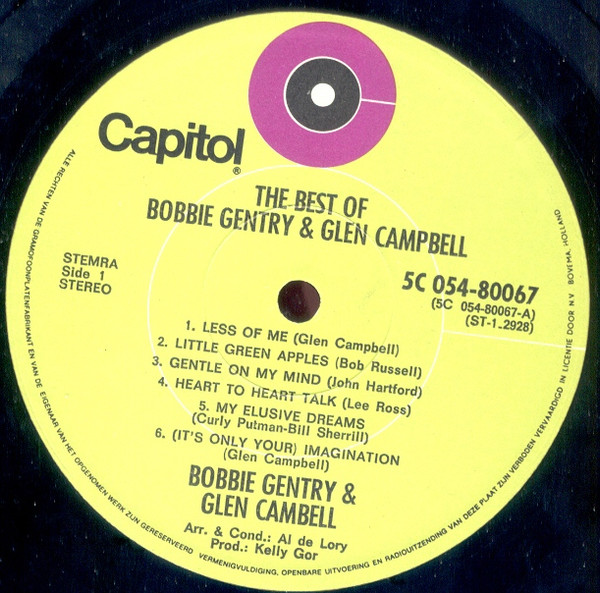 Capitol®
THE BEST OF
BOBBIE GENTRY & GLEN CAMPBELL
STEMRA
Side 1
STEREO
5C 054-80067
(5C 054-80067-A)
(ST-1-2928)
1. LESS OF ME (Glen Campbell)
2. LITTLE GREEN APPLES (Bob Russell)
3. GENTLE ON MY MIND (John Hartford)
4. HEART TO HEART TALK (Lee Ross)
5. MY ELUSIVE DREAMS
(Curly Putman-Bill Sherrill)
6. (IT'S ONLY YOUR) IMAGINATION
(Glen Campbell)
BOBBIE GENTRY &
GLEN CAMBELL
Arr. & Cond.: Al de Lory
Prod.: Kelly Gor
ALLE RECHTEN VAN DE GRAMOFOONPLATENFABRIKANT EN VAN DE EIGENAAR VAN HET OPGENOMEN WERK ZIJN GERESERVEERD VERMENIGVULDIGING, OPENBARE UITVOERING EN RADIOUITZENDING VAN DEZE PLAAT ZIJN VERBODEN VERVAARDIGD IN LICENTIE DOOR N.V. BOVEMA, HOLLAND